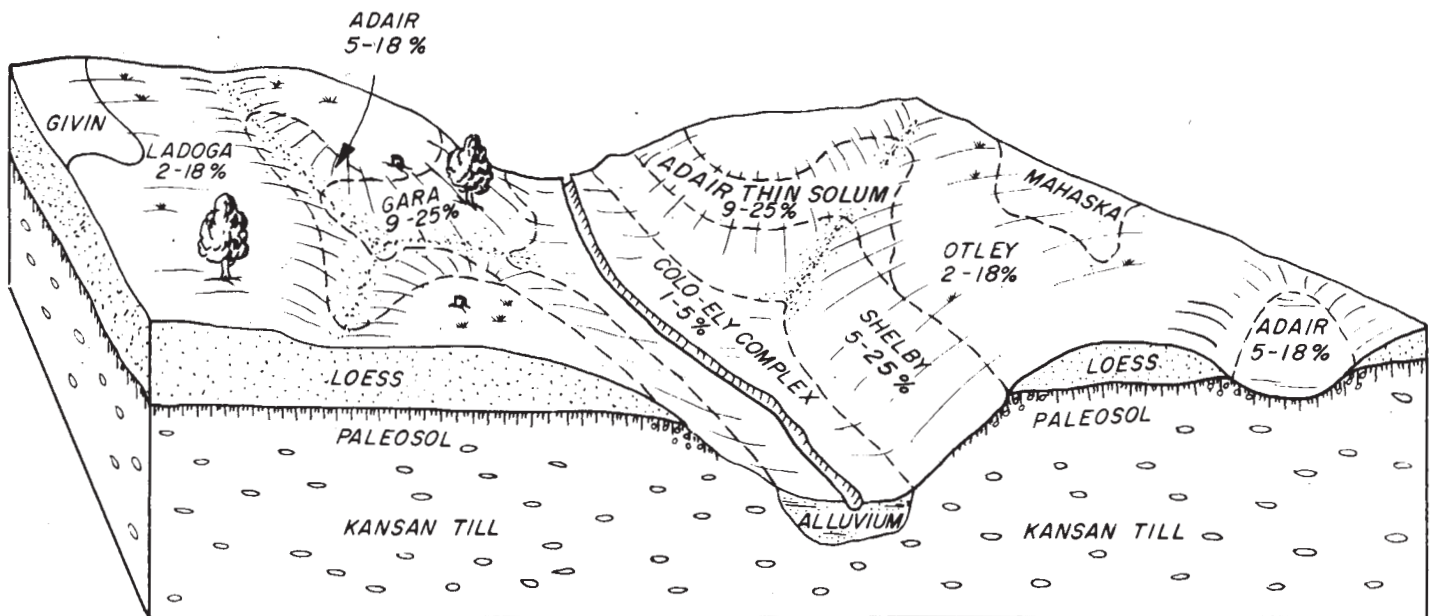 ADAIR
5-18%
GIVIN
LADOGA
2-18%
GARA
9-25%
ADAIR THIN SOLUM
9-25%
MAHASKA
OTLEY
2-18%
COLO-ELY COMPLEX
1-5%
SHELBY
5-25%
ADAIR
5-18%
LOESS
LOESS
PALEOSOL
PALEOSOL
KANSAN TILL
ALLUVIUM
KANSAN TILL